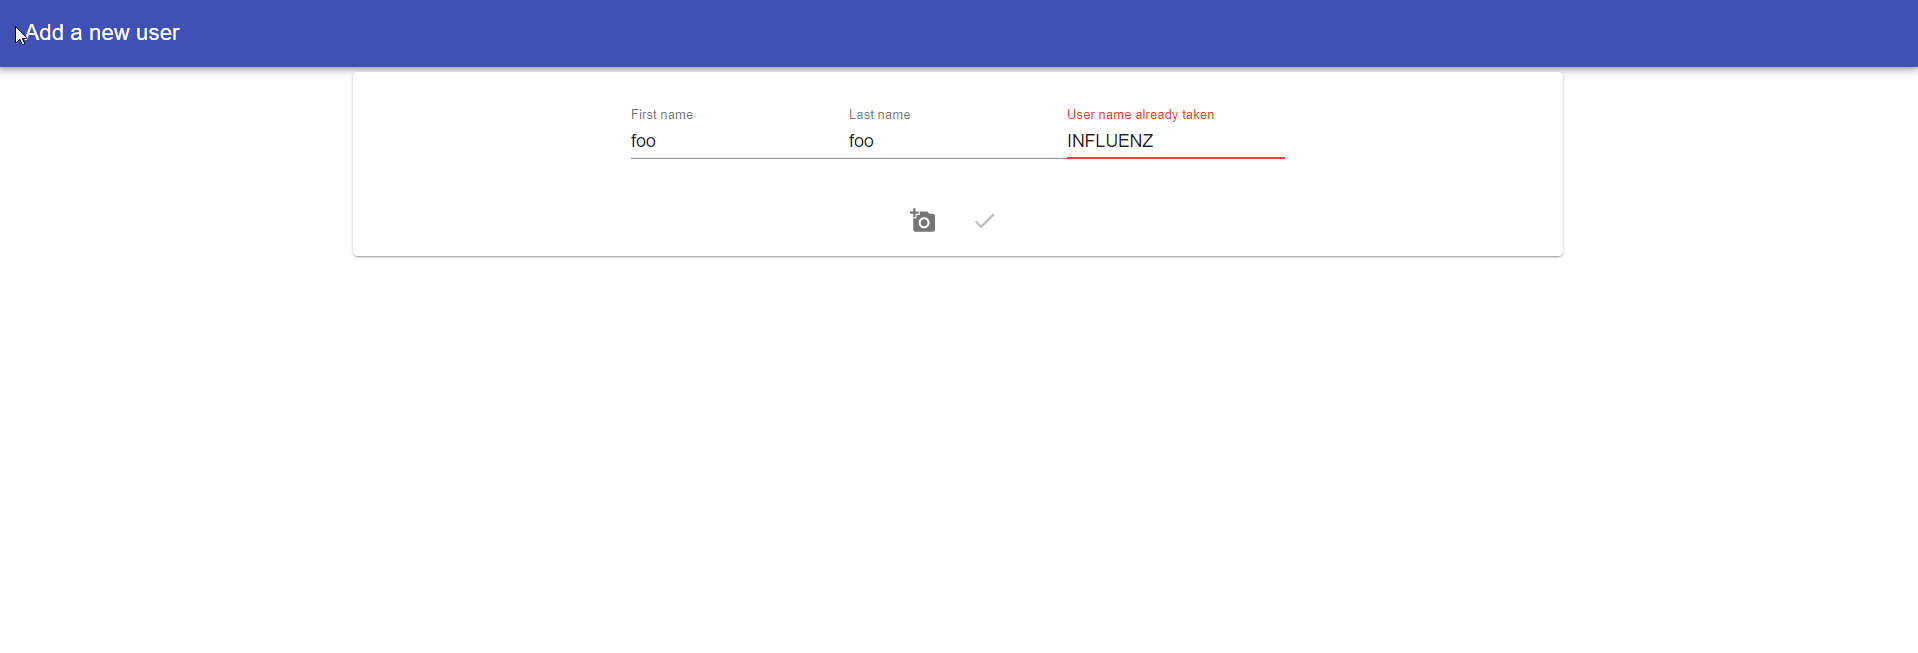 Add a new user
First name Last name User name already taken
foo foo INFLUENZ